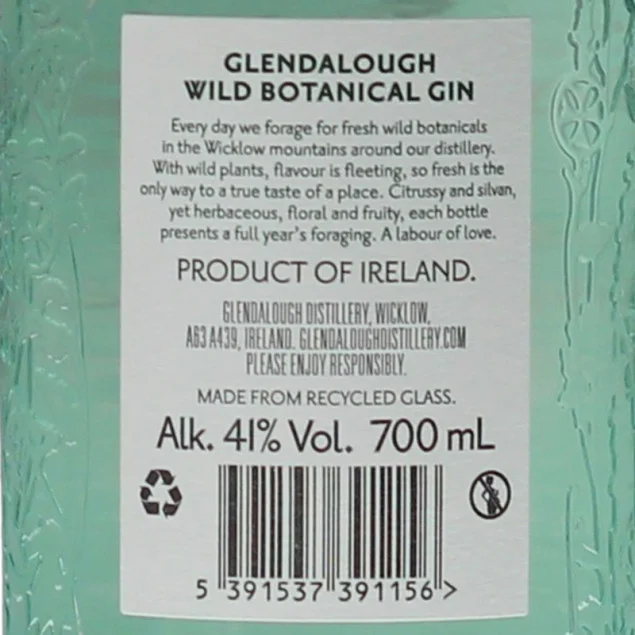 GLENDALOUGH
WILD BOTANICAL GIN
Every day we forage for fresh wild botanicals
in the Wicklow mountains around our distillery.
With wild plants, flavour is fleeting, so fresh is the
only way to a true taste of a place. Citrussy and silvan,
yet herbaceous, floral and fruity, each bottle
presents a full year's foraging. A labour of love.
PRODUCT OF IRELAND.
GLENDALOUGH DISTILLERY, WICKLOW,
A63 A439, IRELAND. GLENDALOUGHDISTILLERY.COM
PLEASE ENJOY RESPONSIBLY.
MADE FROM RECYCLED GLASS.
Alk. 41% Vol. 700 mL
5 391537 391156 >